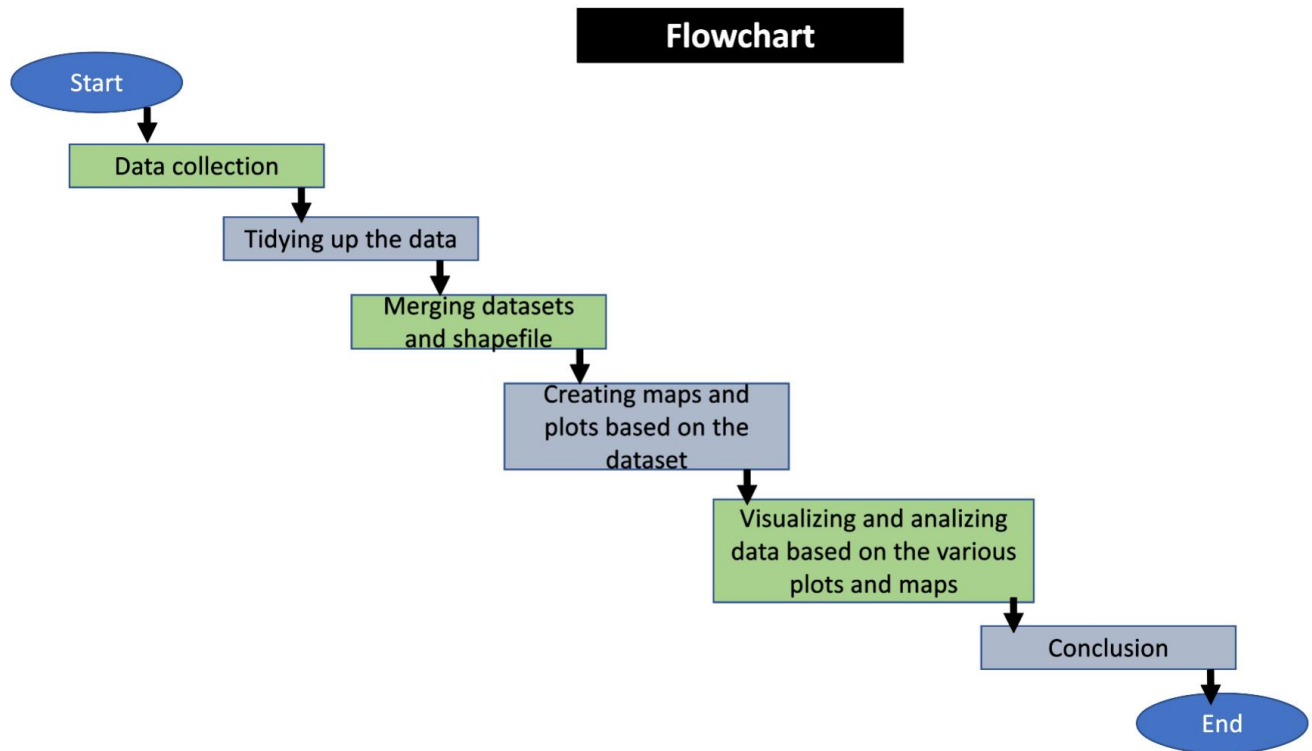 Flowchart
Start
Data collection
Tidying up the data
Merging datasets
and shapefile
Creating maps and
plots based on the
dataset
Visualizing and analizing
data based on the various
plots and maps
Conclusion
End